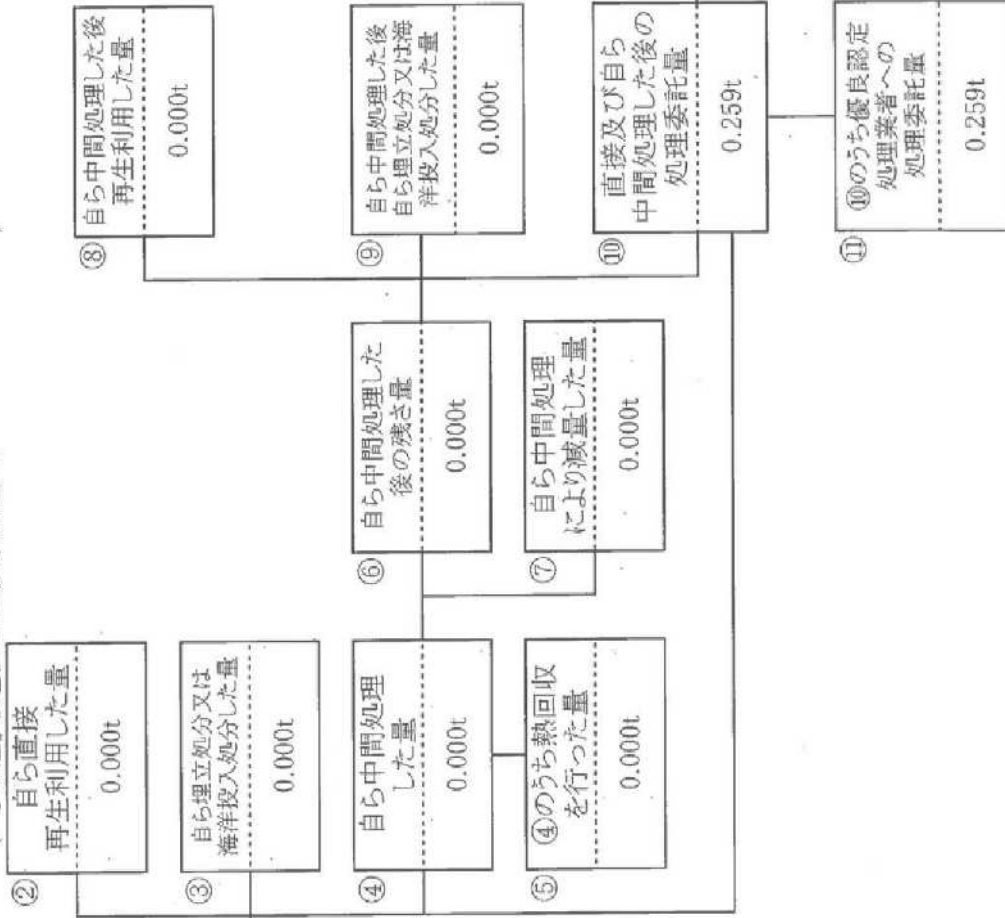 ②
自ら直接
再生利用した量
0.000t
③
自ら埋立処分又は
海洋投入処分した量
0.000t
④
自ら中間処理
した量
0.000t
⑤
④のうち熱回収
を行った量
0.000t
⑥
自ら中間処理した
後の残さ量
0.000t
⑦
自ら中間処理
により減量した量
0.000t
⑧
自ら中間処理した後
再生利用した量
0.000t
⑨
自ら中間処理した後
自ら埋立処分又は海
洋投入処分した量
0.000t
⑩
直接及び自ら
中間処理した後の
処理委託量
0.259t
⑪
⑩のうち優良認定
処理業者への
処理委託量
0.259t